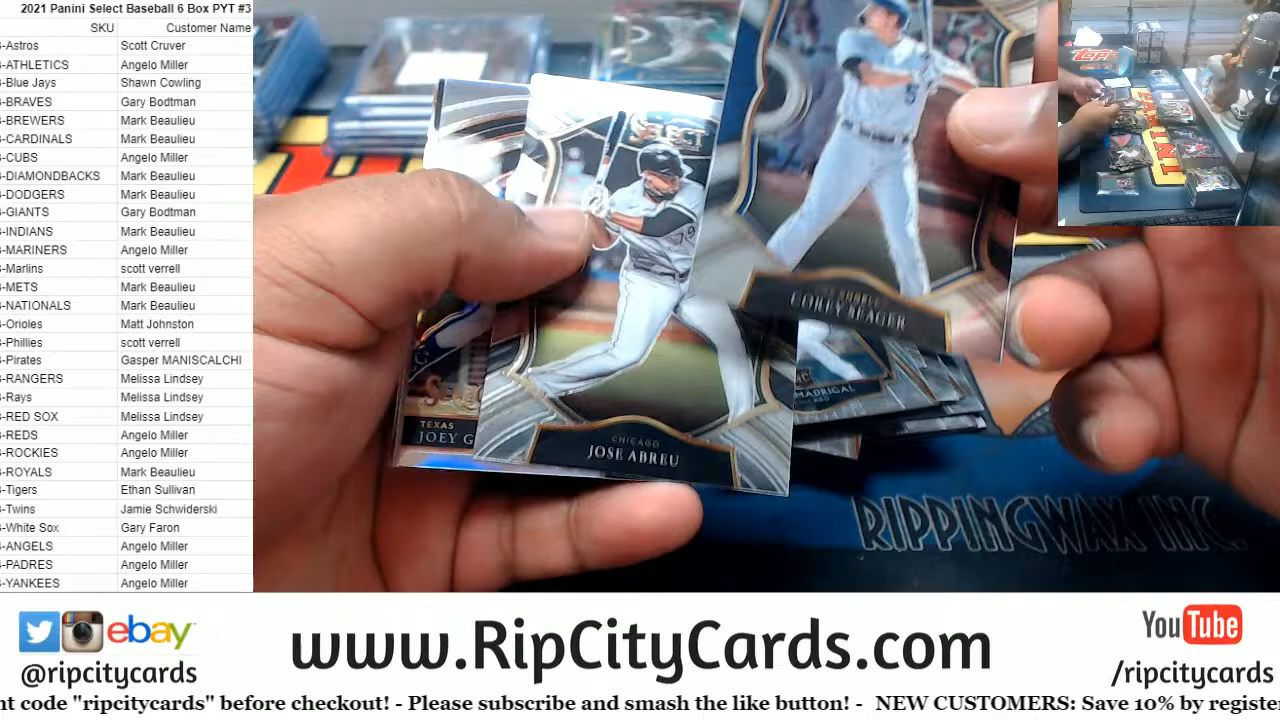 2021 Panini Select Baseball 6 Box PYT #3
SKU Customer Name
-Astros Scott Cruver
-ATHLETICS Angelo Miller
-Blue Jays Shawn Cowling
-BRAVES Gary Bodtman
-BREWERS Mark Beaulieu
-CARDINALS Mark Beaulieu
-CUBS Angelo Miller
-DIAMONDBACKS Mark Beaulieu
-DODGERS Mark Beaulieu
-GIANTS Gary Bodtman
-INDIANS Mark Beaulieu
-MARINERS Angelo Miller
-Marlins scott verrell
-METS Mark Beaulieu
-NATIONALS Mark Beaulieu
-Orioles Matt Johnston
-Phillies scott verrell
-Pirates Gasper MANISCALCHI
-RANGERS Melissa Lindsey
-Rays Melissa Lindsey
-RED SOX Melissa Lindsey
-REDS Angelo Miller
-ROCKIES Angelo Miller
-ROYALS Mark Beaulieu
-Tigers Ethan Sullivan
-Twins Jamie Schwiderski
-White Sox Gary Faron
-ANGELS Angelo Miller
-PADRES Angelo Miller
-YANKEES Angelo Miller
SELECT
COREY SEAGER
MADRIGAL
CHICAGO
TEXAS
JOEY G
CHICAGO
JOSE ABREU
Topps
PANINI
RIPPINGWAX INC.
ebay
@ripcitycards
www.RipCityCards.com
YouTube
/ripcitycards
nt code "ripcitycards" before checkout! - Please subscribe and smash the like button! - NEW CUSTOMERS: Save 10% by registe